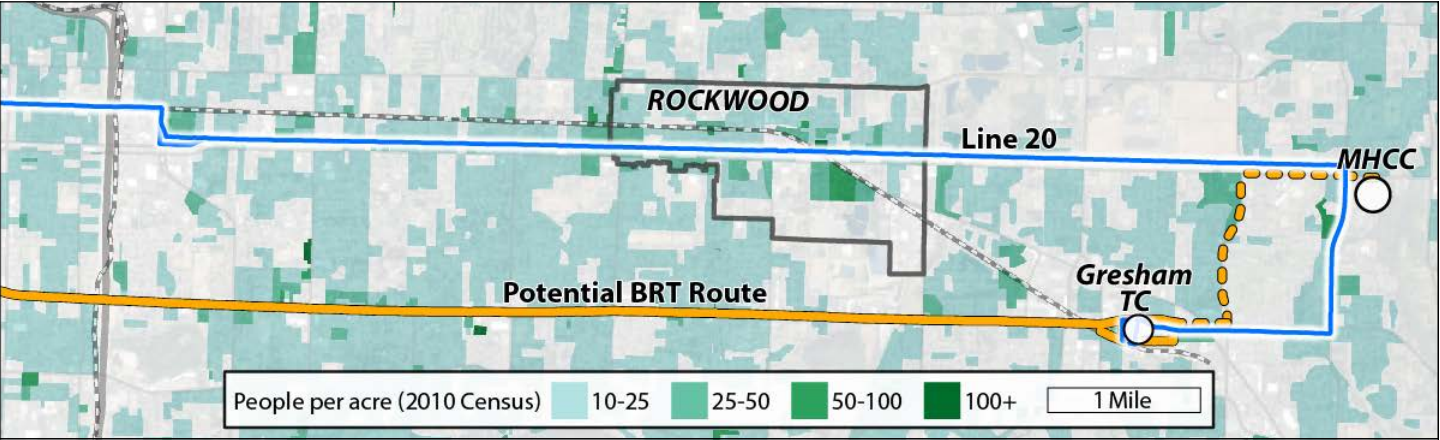 ROCKWOOD
Line 20
MHCC
Gresham
TC
Potential BRT Route
People per acre (2010 Census) 10-25 25-50 50-100 100+ 1 Mile